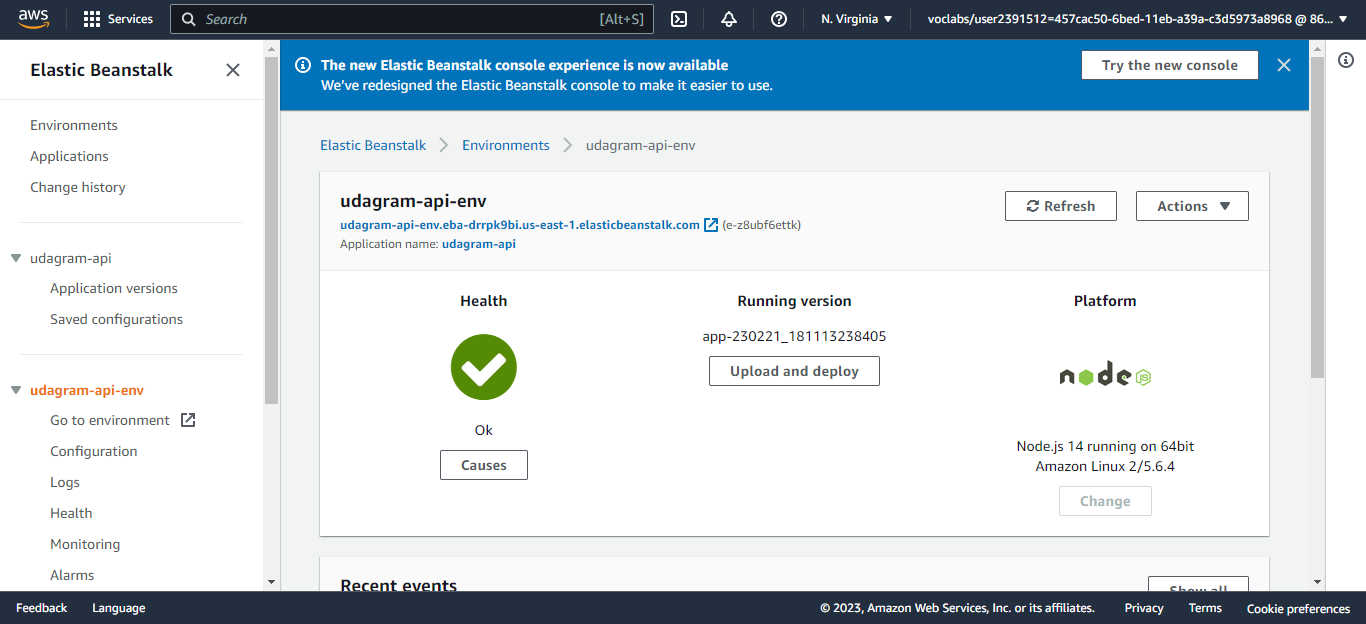 aws
Services
Search
[Alt+S]
N. Virginia
voclabs/user2391512=457cac50-6bed-11eb-a39a-c3d5973a8968 @ 86...
Elastic Beanstalk
Environments
Applications
Change history
udagram-api
Application versions
Saved configurations
udagram-api-env
Go to environment
Configuration
Logs
Health
Monitoring
Alarms
The new Elastic Beanstalk console experience is now available
We've redesigned the Elastic Beanstalk console to make it easier to use.
Try the new console
Elastic Beanstalk
Environments
udagram-api-env
udagram-api-env
udagram-api-env.eba-drrpk9bi.us-east-1.elasticbeanstalk.com (e-z8ubf6ettk)
Application name: udagram-api
Refresh
Actions
Health
Ok
Causes
Running version
app-230221_181113238405
Upload and deploy
Platform
node JS
Node.js 14 running on 64bit
Amazon Linux 2/5.6.4
Change
Recent events
Show all
Feedback
Language
© 2023, Amazon Web Services, Inc. or its affiliates.
Privacy
Terms
Cookie preferences